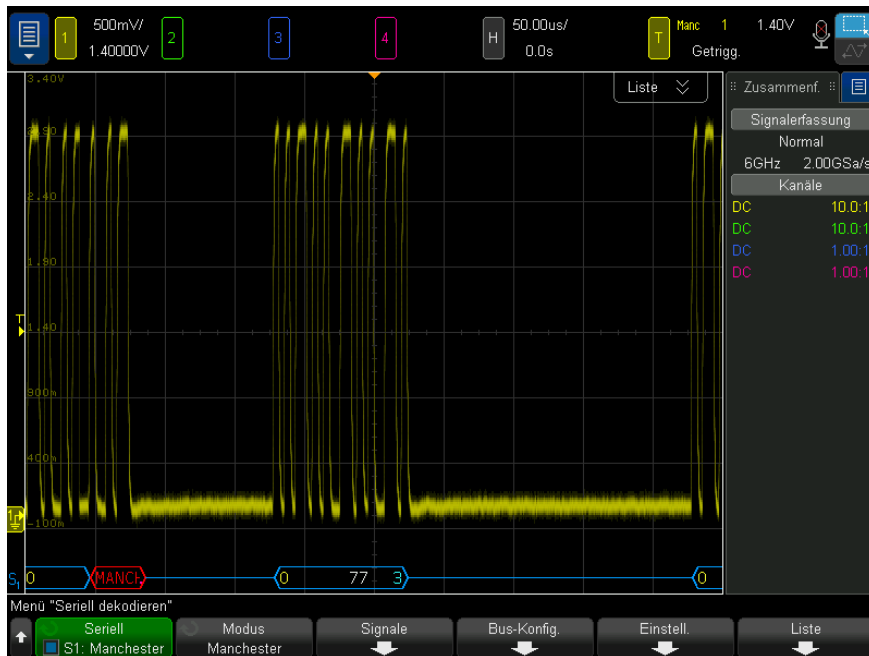 1 500mV/ 1.40000V 2 3 4 H 50.00us/ 0.0s T Manc 1 1.40V Getrigg.
3.40V
Liste
Zusammenf.
Signalerfassung
Normal
6GHz 2.00GSa/s
Kanäle
DC 10.0:1
DC 10.0:1
DC 1.00:1
DC 1.00:1
2.90
2.40
1.90
T
1.40
900m
400m
1
-100m
S1 0 MANCH 0 77 3 0
Menü "Seriell dekodieren"
Seriell
S1: Manchester
Modus
Manchester
Signale
Bus-Konfig.
Einstell.
Liste